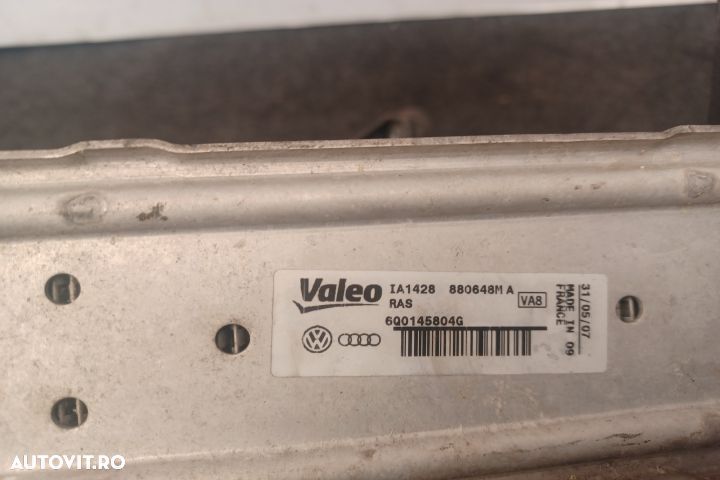 Valeo IA1428 880648M A
RAS VA8
6Q0145804G
31/05/07
MADE IN 09
FRANCE
AUTOVIT.RO